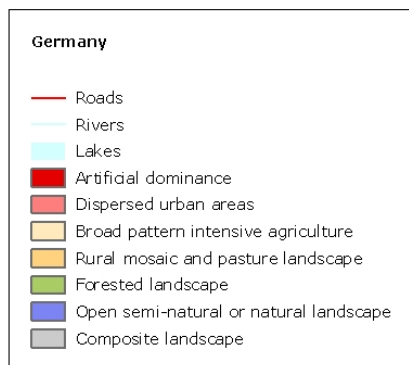 Germany
Roads
Rivers
Lakes
Artificial dominance
Dispersed urban areas
Broad pattern intensive agriculture
Rural mosaic and pasture landscape
Forested landscape
Open semi-natural or natural landscape
Composite landscape